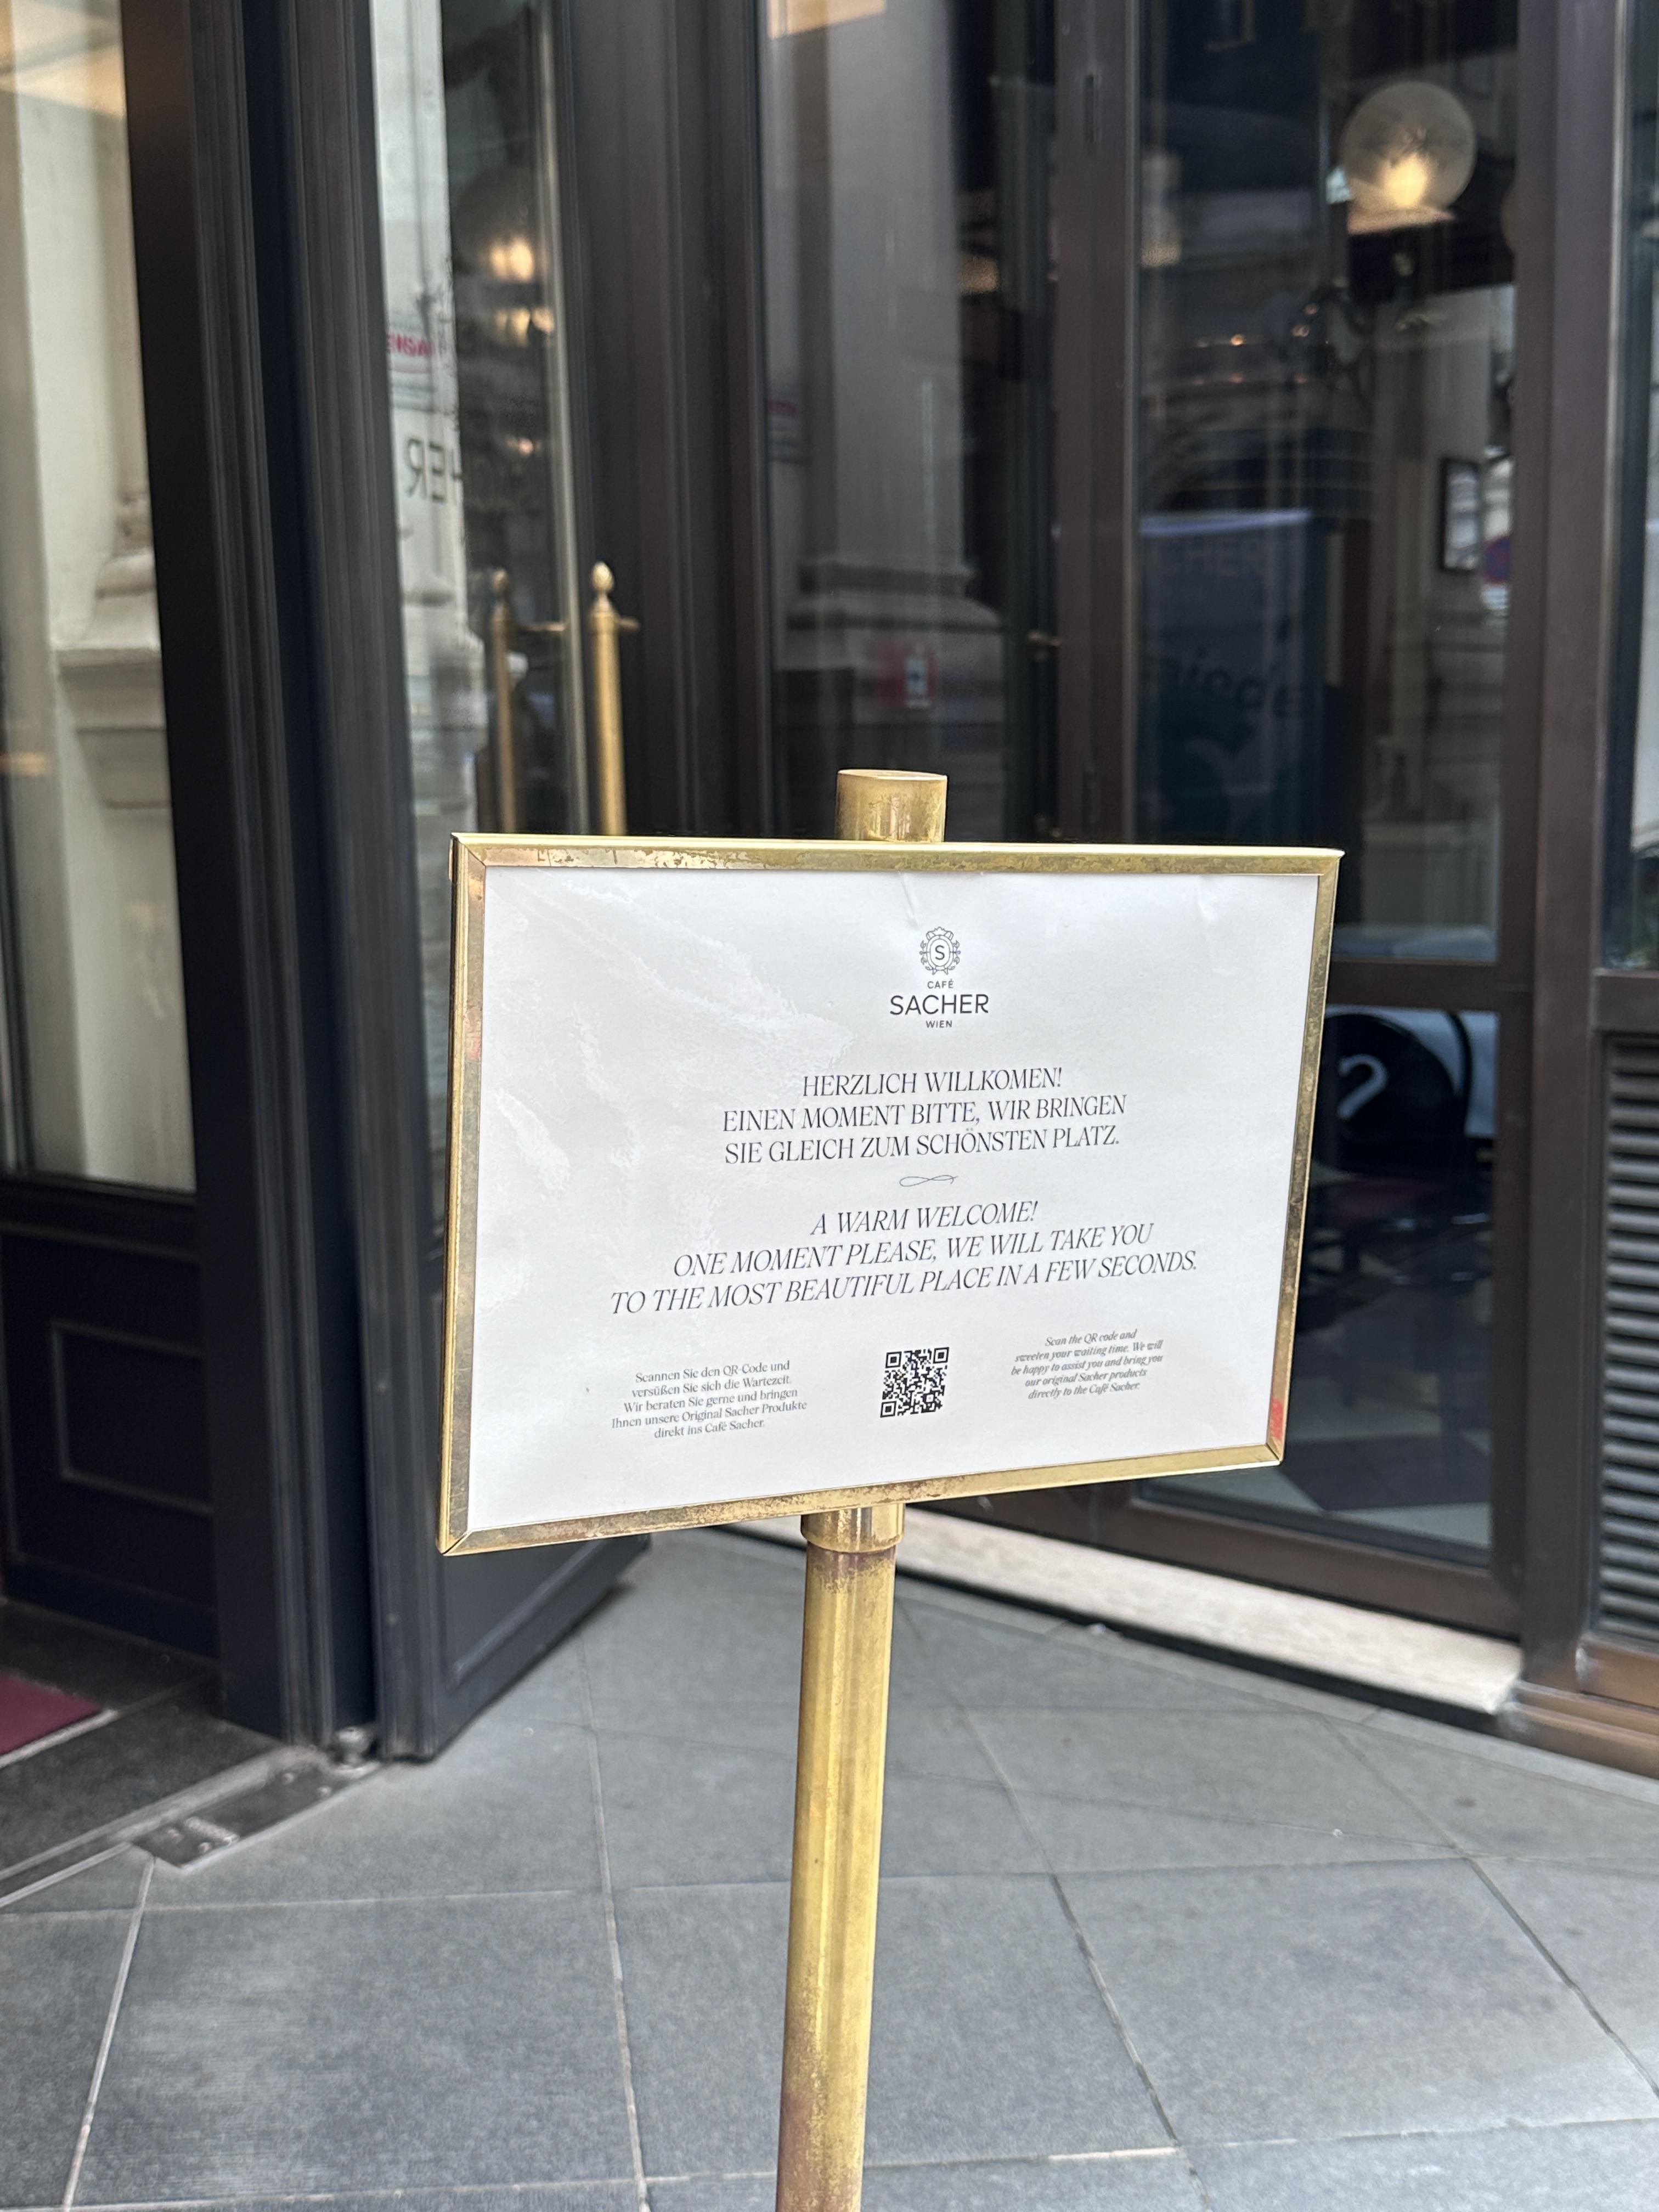 S
CAFÉ
SACHER
WIEN
HERZLICH WILLKOMEN!
EINEN MOMENT BITTE, WIR BRINGEN
SIE GLEICH ZUM SCHÖNSTEN PLATZ.
A WARM WELCOME!
ONE MOMENT PLEASE, WE WILL TAKE YOU
TO THE MOST BEAUTIFUL PLACE IN A FEW SECONDS.
Scannen Sie den QR-Code und
versüßen Sie sich die Wartezeit.
Wir beraten Sie gerne und bringen
Ihnen unsere Original Sacher Produkte
direkt ins Café Sacher.
Scan the QR code and
sweeten your waiting time. We will
be happy to assist you and bring you
our original Sacher products
directly to the Café Sacher.